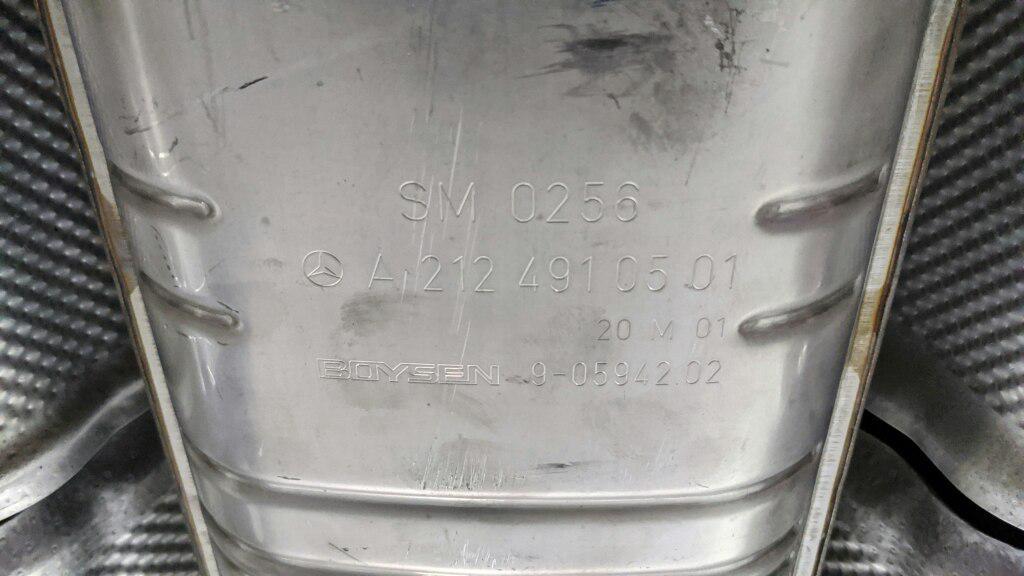 SM 0256
A 212 491 05 01
20 M 01
BOYSEN 9-05942.02